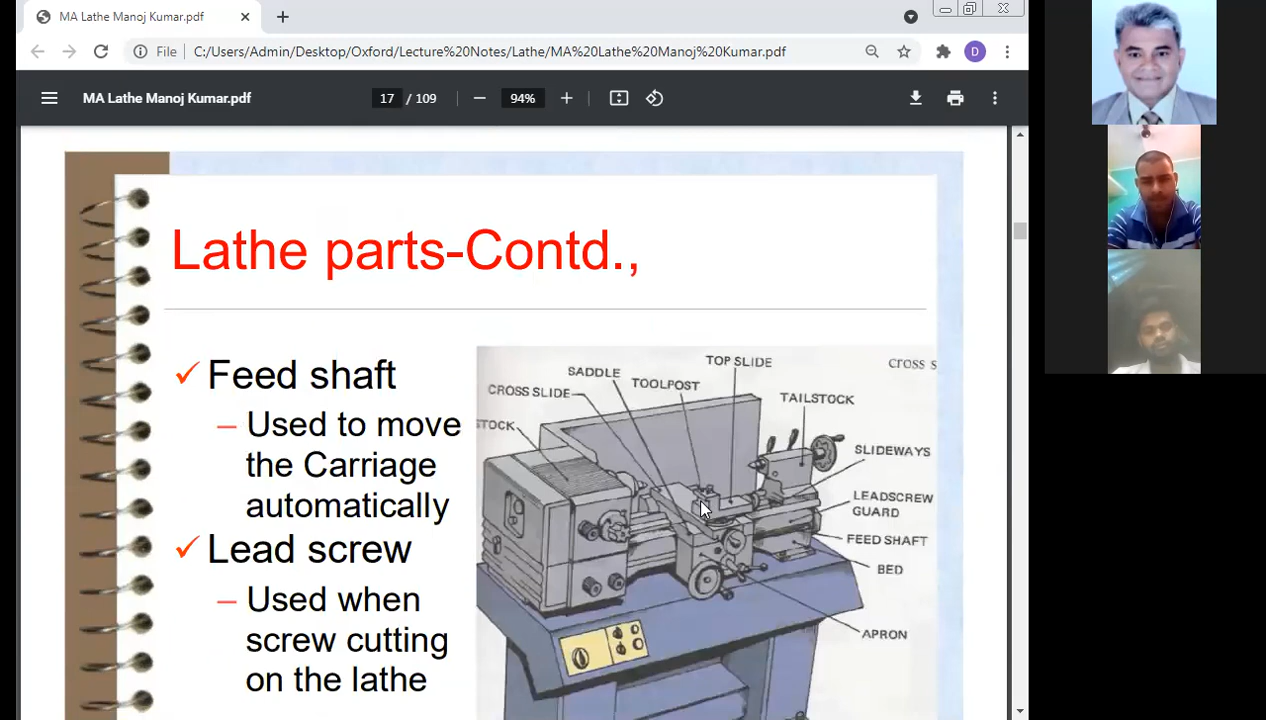 MA Lathe Manoj Kumar.pdf
File
C:/Users/Admin/Desktop/Oxford/Lecture%20Notes/Lathe/MA%20Lathe%20Manoj%20Kumar.pdf
D
MA Lathe Manoj Kumar.pdf
17 / 109
94%
Lathe parts-Contd.,
✓ Feed shaft
– Used to move
the Carriage
automatically
✓ Lead screw
– Used when
screw cutting
on the lathe
TOP SLIDE
CROSS S
SADDLE
TOOLPOST
CROSS SLIDE
TAILSTOCK
STOCK
SLIDEWAYS
LEADSCREW
GUARD
FEED SHAFT
BED
APRON